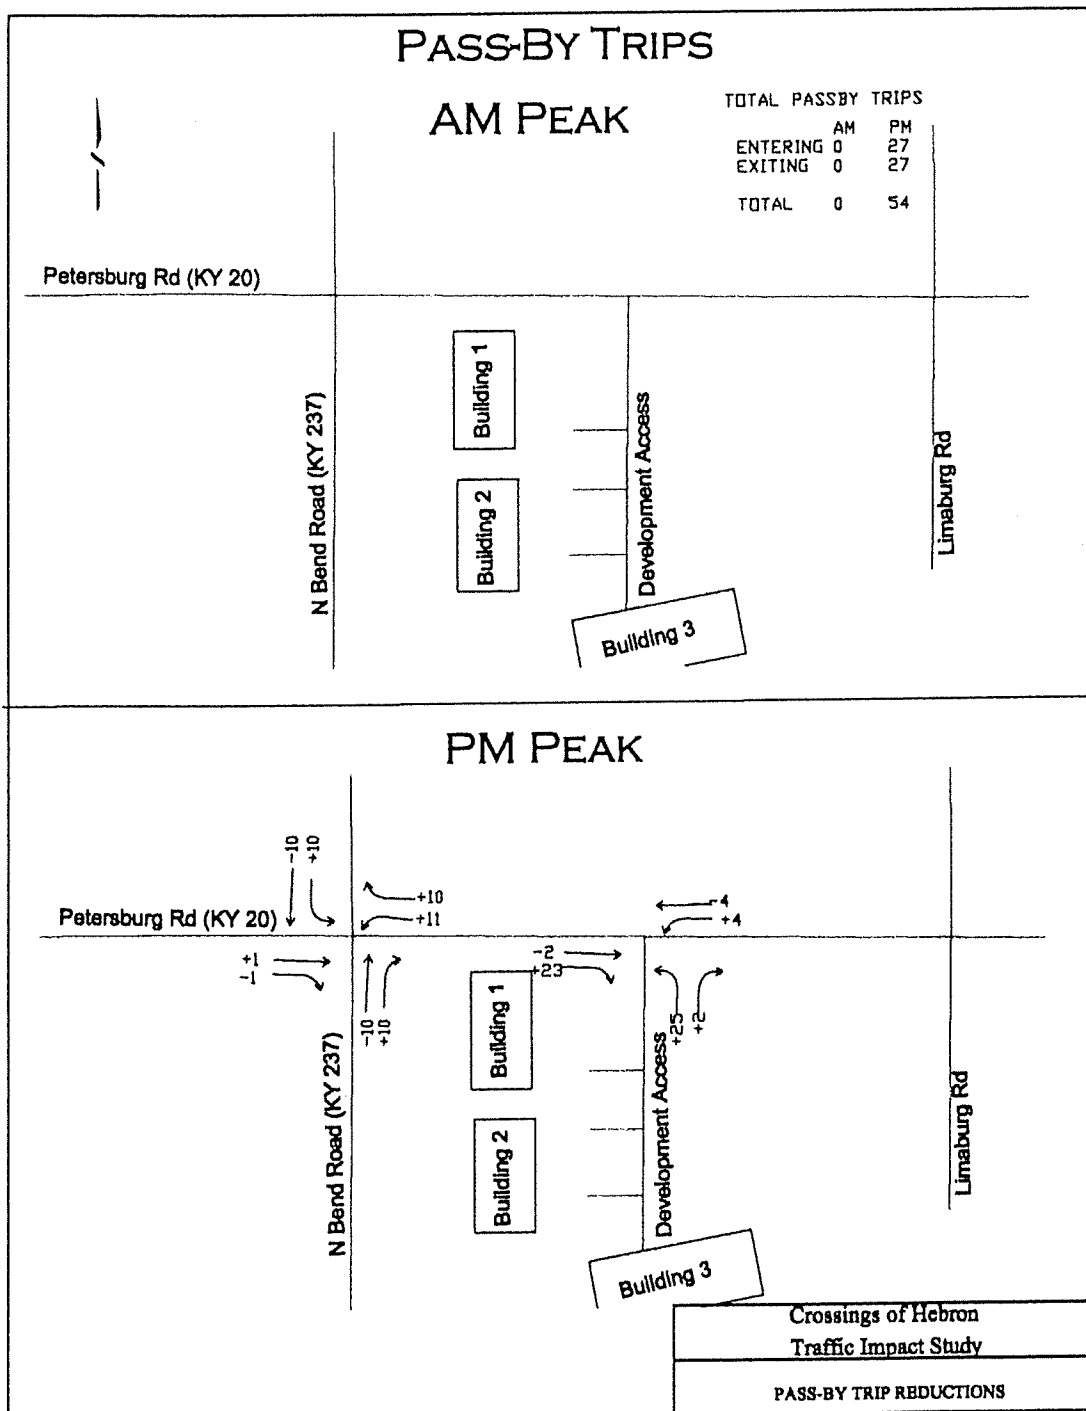 PASS-BY TRIPS
AM PEAK
TOTAL PASSBY TRIPS
AM PM
ENTERING 0 27
EXITING 0 27
TOTAL 0 54
Petersburg Rd (KY 20)
N Bend Road (KY 237)
Building 1
Building 2
Development Access
Building 3
Limaburg Rd
PM PEAK
-10
+10
+10
+11
Petersburg Rd (KY 20)
-4
+4
+1
-1
-2
+23
-10
+10
+25
+2
N Bend Road (KY 237)
Building 1
Building 2
Development Access
Building 3
Limaburg Rd
Crossings of Hebron
Traffic Impact Study
PASS-BY TRIP REDUCTIONS